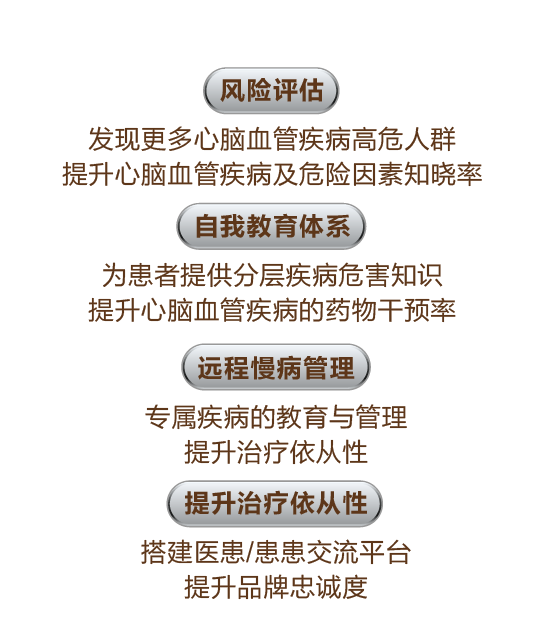 风险评估
发现更多心脑血管疾病高危人群
提升心脑血管疾病及危险因素知晓率
自我教育体系
为患者提供分层疾病危害知识
提升心脑血管疾病的药物干预率
远程慢病管理
专属疾病的教育与管理
提升治疗依从性
提升治疗依从性
搭建医患/患患交流平台
提升品牌忠诚度